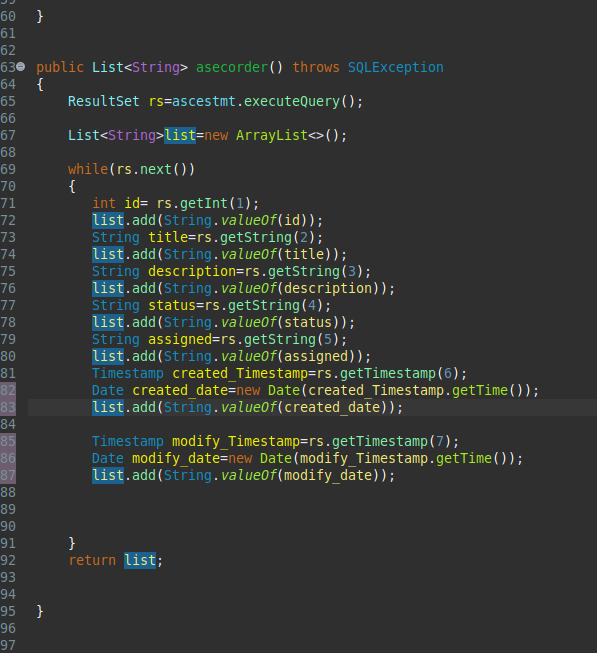 60 }
61
62
63 public List<String> asecorder() throws SQLException
64 {
65     ResultSet rs=ascestmt.executeQuery();
66
67     List<String>list=new ArrayList<>();
68
69     while(rs.next())
70     {
71        int id= rs.getInt(1);
72        list.add(String.valueOf(id));
73        String title=rs.getString(2);
74        list.add(String.valueOf(title));
75        String description=rs.getString(3);
76        list.add(String.valueOf(description));
77        String status=rs.getString(4);
78        list.add(String.valueOf(status));
79        String assigned=rs.getString(5);
80        list.add(String.valueOf(assigned));
81        Timestamp created_Timestamp=rs.getTimestamp(6);
82        Date created_date=new Date(created_Timestamp.getTime());
83        list.add(String.valueOf(created_date));
84
85        Timestamp modify_Timestamp=rs.getTimestamp(7);
86        Date modify_date=new Date(modify_Timestamp.getTime());
87        list.add(String.valueOf(modify_date));
88
89
90
91     }
92     return list;
93
94
95 }
96
97